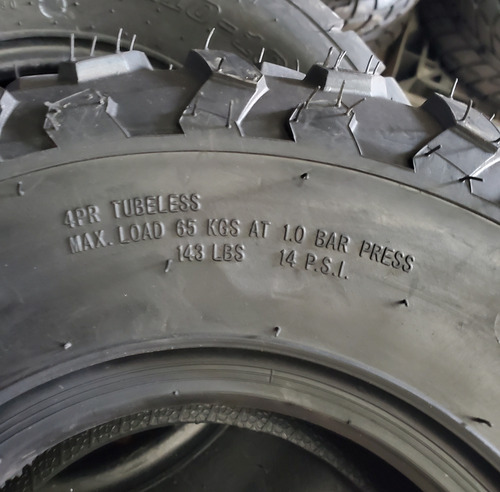 4PR TUBELESS
MAX. LOAD 65 KGS AT 1.0 BAR PRESS
143 LBS 14 P.S.I.